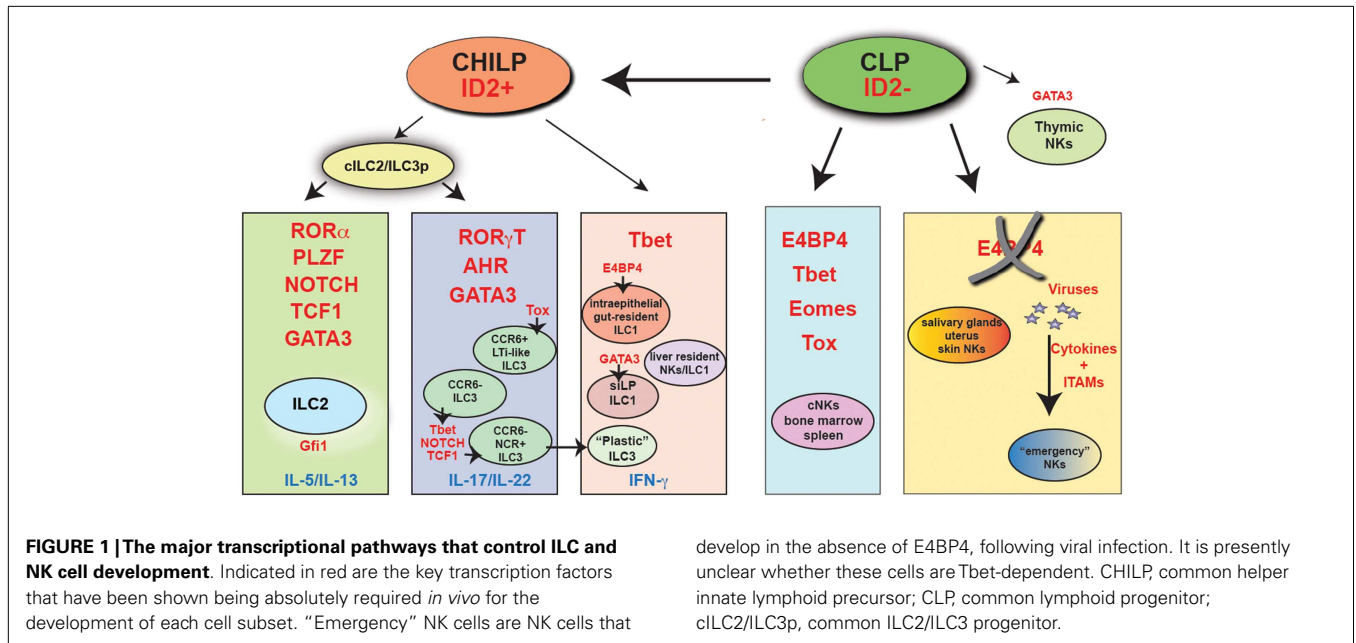 CHILP
ID2+
CLP
ID2-
GATA3
Thymic
NKs
cILC2/ILC3p
RORα
PLZF
NOTCH
TCF1
GATA3
ILC2
Gfi1
IL-5/IL-13
RORγT
AHR
GATA3
Tox
CCR6+
LTi-like
ILC3
CCR6-
ILC3
Tbet
NOTCH
TCF1
CCR6-
NCR+
ILC3
IL-17/IL-22
Tbet
E4BP4
intraepithelial
gut-resident
ILC1
liver resident
NKs/ILC1
GATA3
siLP
ILC1
"Plastic"
ILC3
IFN-γ
E4BP4
Tbet
Eomes
Tox
cNKs
bone marrow
spleen
E4BP4
Viruses
salivary glands
uterus
skin NKs
Cytokines
+
ITAMs
"emergency"
NKs
FIGURE 1 | The major transcriptional pathways that control ILC and
NK cell development. Indicated in red are the key transcription factors
that have been shown being absolutely required in vivo for the
development of each cell subset. "Emergency" NK cells are NK cells that
develop in the absence of E4BP4, following viral infection. It is presently
unclear whether these cells are Tbet-dependent. CHILP, common helper
innate lymphoid precursor; CLP, common lymphoid progenitor;
cILC2/ILC3p, common ILC2/ILC3 progenitor.